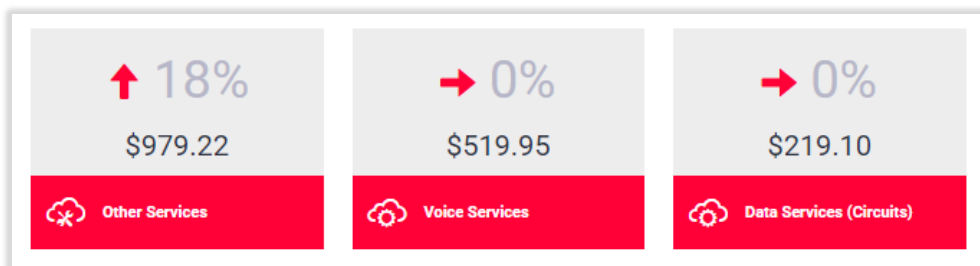 18%
$979.22
Other Services
0%
$519.95
Voice Services
0%
$219.10
Data Services (Circuits)